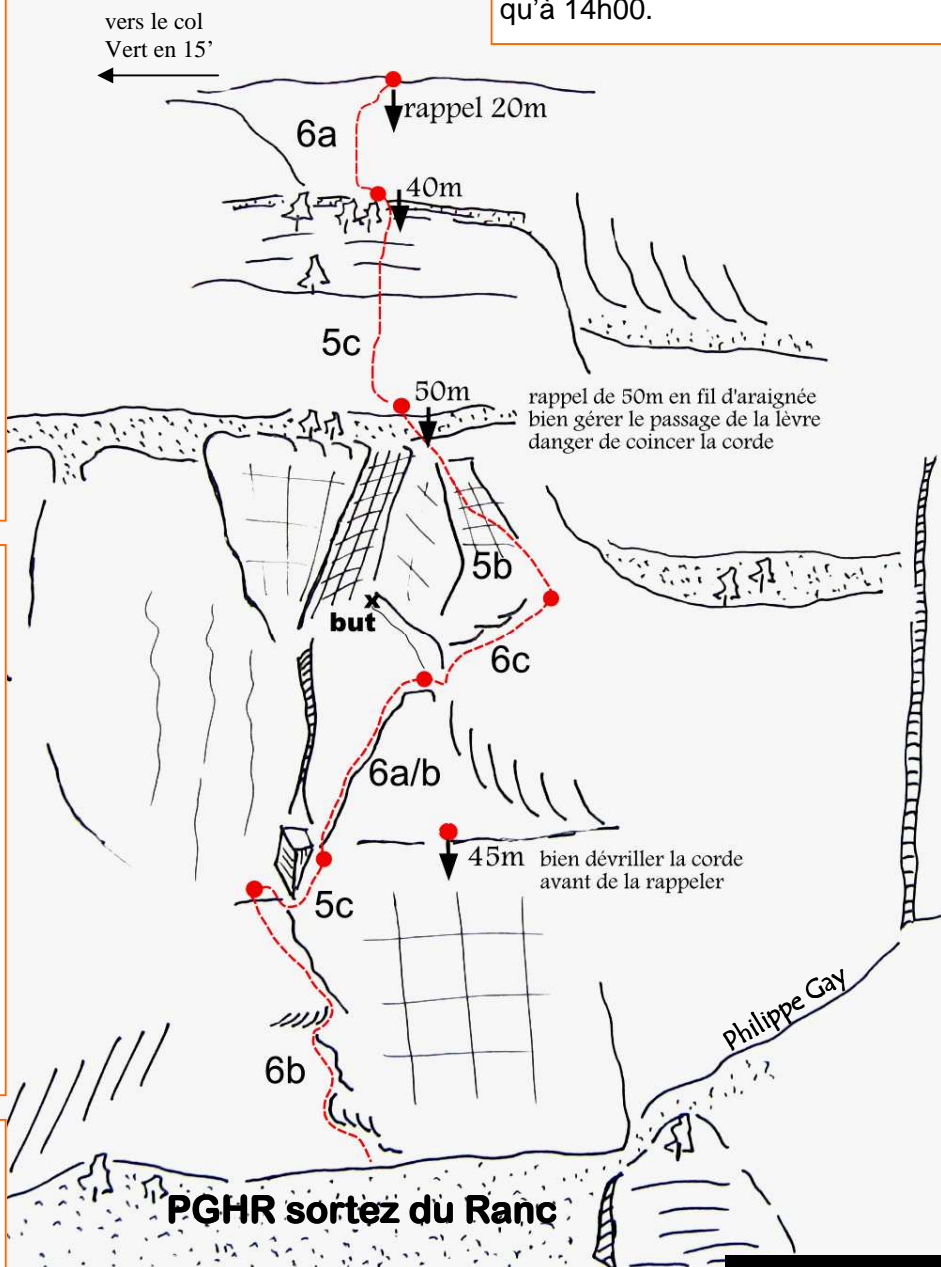 qu'à 14h00.
vers le col
Vert en 15'
rappel 20m
6a
40m
5c
50m
rappel de 50m en fil d'araignée
bien gérer le passage de la lèvre
danger de coincer la corde
5b
but
6c
6a/b
45m
bien dévriller la corde
avant de la rappeler
5c
Philippe Gay
6b
PGHR sortez du Ranc